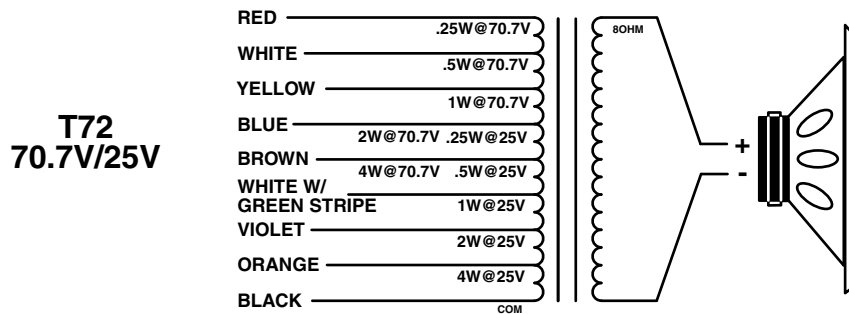 RED
.25W@70.7V
8OHM
WHITE
.5W@70.7V
YELLOW
1W@70.7V
T72
70.7V/25V
BLUE
2W@70.7V .25W@25V
BROWN
4W@70.7V .5W@25V
WHITE W/
GREEN STRIPE
1W@25V
VIOLET
2W@25V
ORANGE
4W@25V
BLACK
COM
+
-